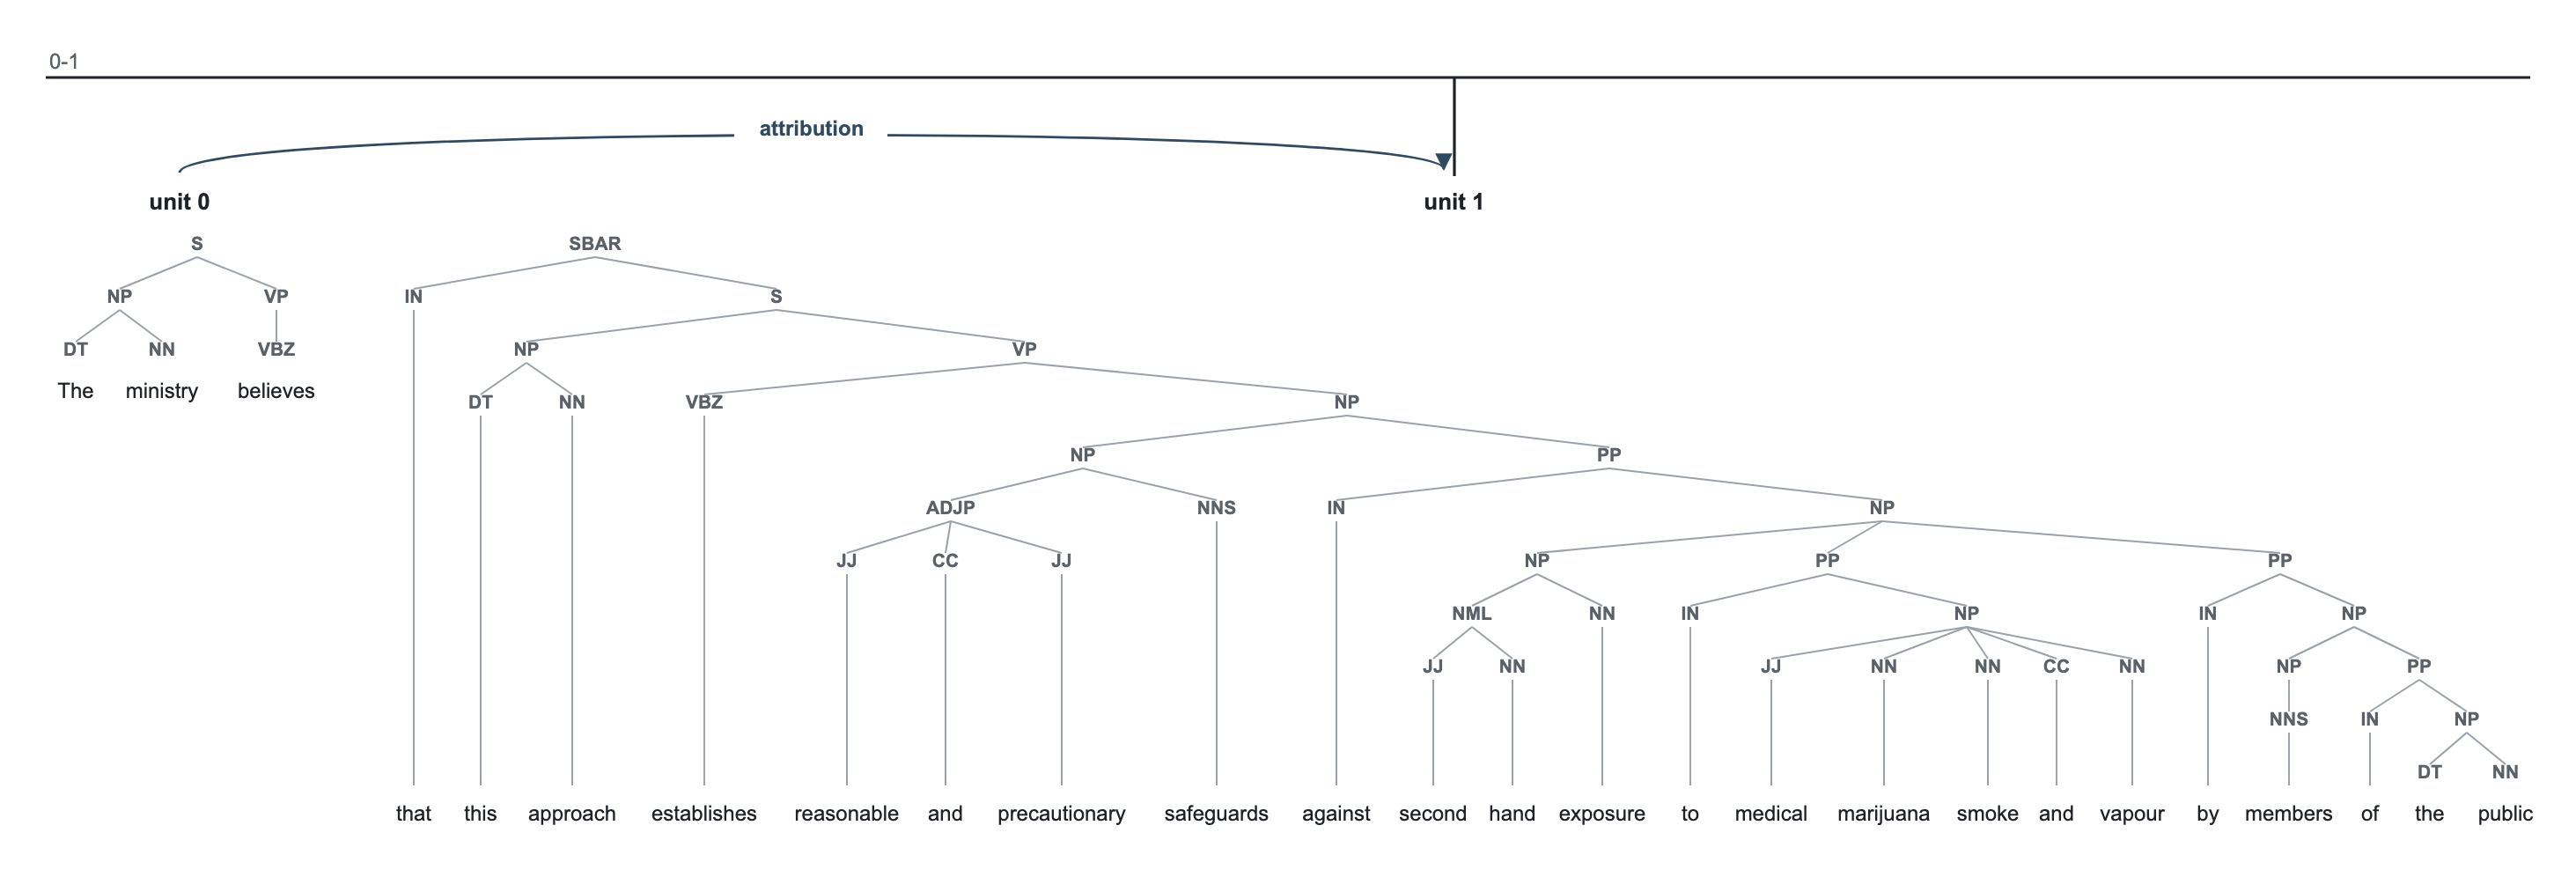 0-1
attribution
unit 0 unit 1
S SBAR
NP VP IN S
DT NN VBZ NP VP
The ministry believes
DT NN VBZ NP
NP PP
ADJP NNS IN NP
JJ CC JJ NP PP PP
NML NN IN NP IN NP
JJ NN JJ NN NN CC NN NP PP
NNS IN NP
DT NN
that this approach establishes reasonable and precautionary safeguards against second hand exposure to medical marijuana smoke and vapour by members of the public